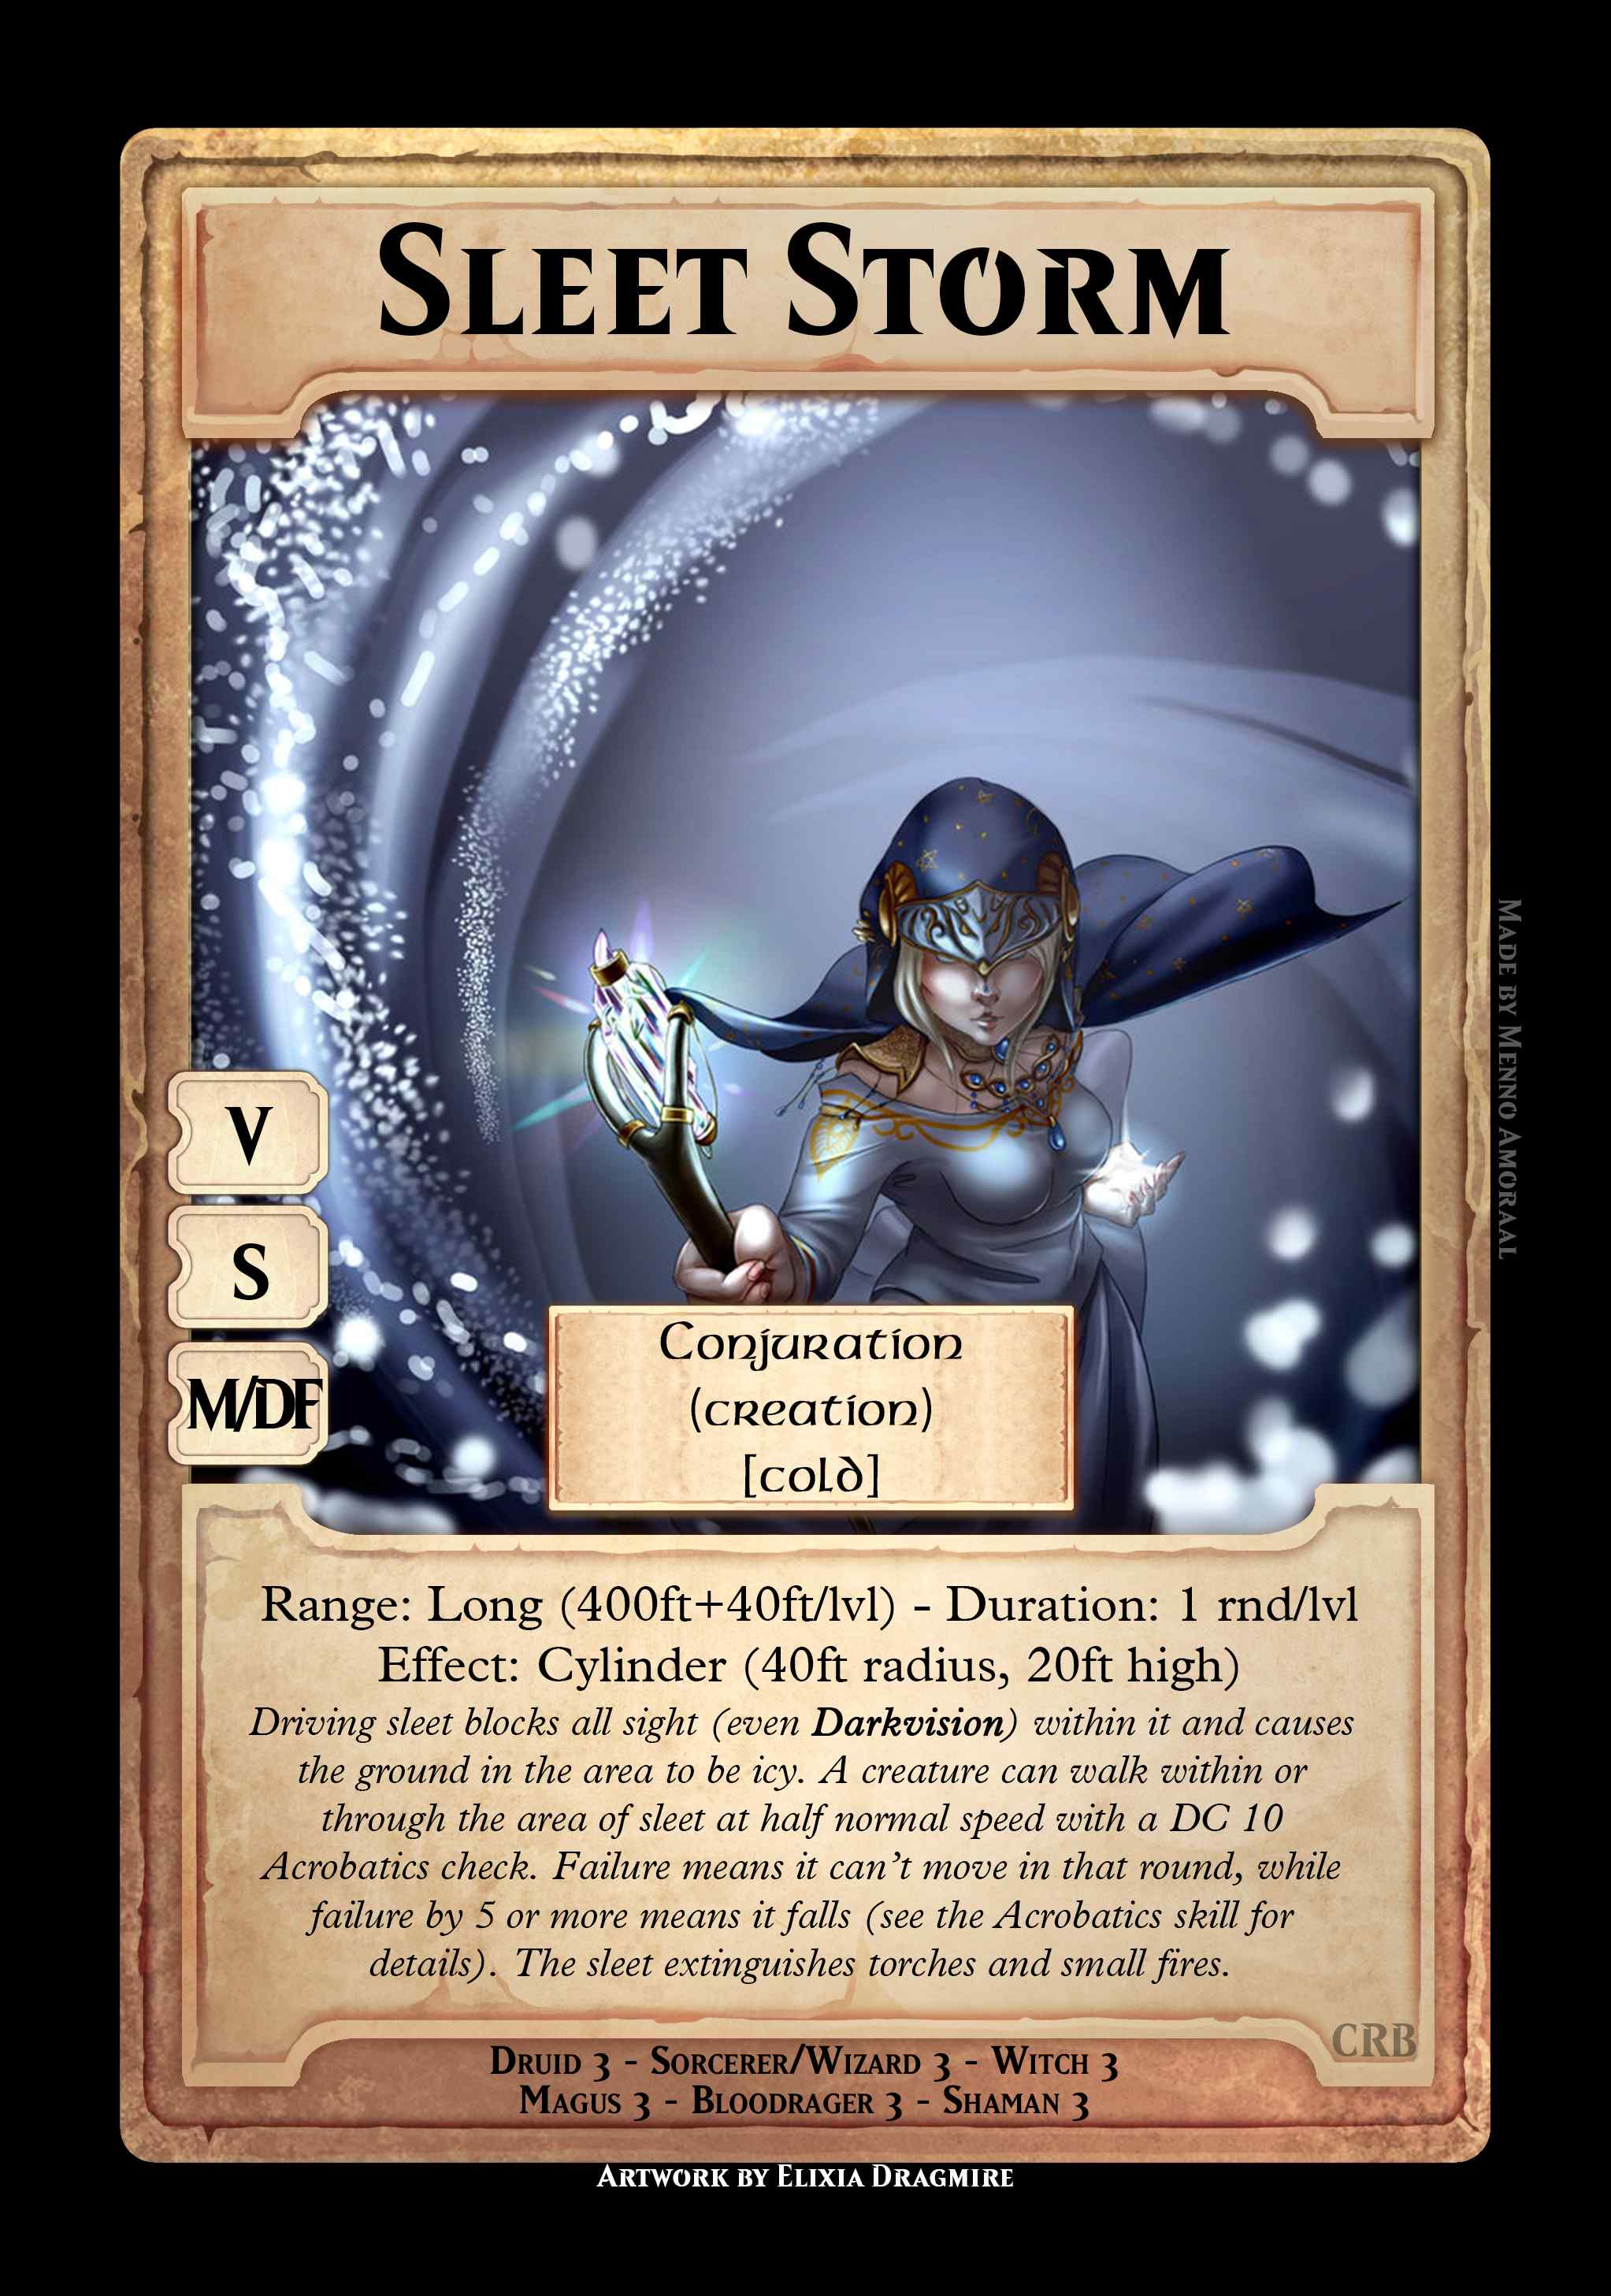 Sleet Storm
V
S
M/DF
Conjuration
(creation)
[cold]
Range: Long (400ft+40ft/lvl) - Duration: 1 rnd/lvl
Effect: Cylinder (40ft radius, 20ft high)
Driving sleet blocks all sight (even Darkvision) within it and causes
the ground in the area to be icy. A creature can walk within or
through the area of sleet at half normal speed with a DC 10
Acrobatics check. Failure means it can't move in that round, while
failure by 5 or more means it falls (see the Acrobatics skill for
details). The sleet extinguishes torches and small fires.
CRB
Druid 3 - Sorcerer/Wizard 3 - Witch 3
Magus 3 - Bloodrager 3 - Shaman 3
Artwork by Elixia Dragmire
Made by Menno Amoraal